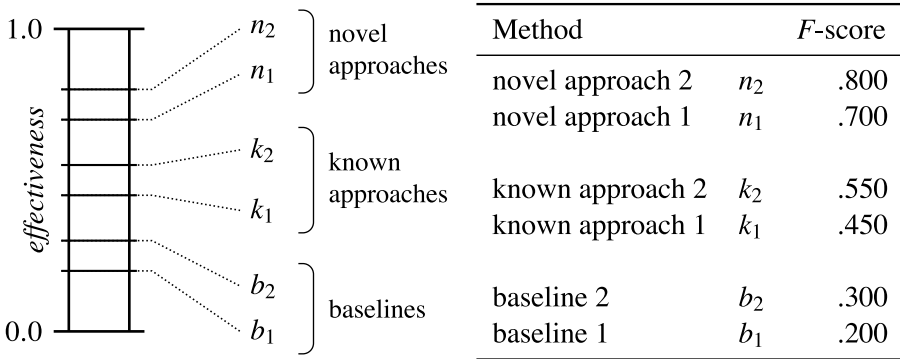 1.0
effectiveness
0.0
n2
n1
novel
approaches
k2
k1
known
approaches
b2
b1
baselines
Method F-score
novel approach 2 n2 .800
novel approach 1 n1 .700
known approach 2 k2 .550
known approach 1 k1 .450
baseline 2 b2 .300
baseline 1 b1 .200